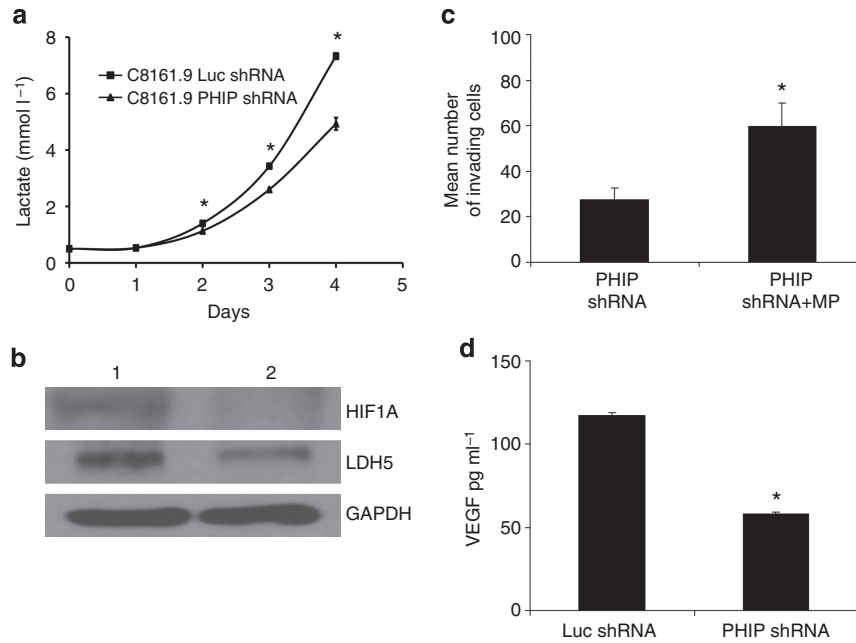 a
8
6
4
2
0
Lactate (mmol l⁻¹)
C8161.9 Luc shRNA
C8161.9 PHIP shRNA
*
*
*
0 1 2 3 4 5
Days
b
1 2
HIF1A
LDH5
GAPDH
c
100
80
60
40
20
0
Mean number
of invading cells
*
PHIP
shRNA
PHIP
shRNA+MP
d
150
100
50
0
VEGF pg ml⁻¹
*
Luc shRNA PHIP shRNA